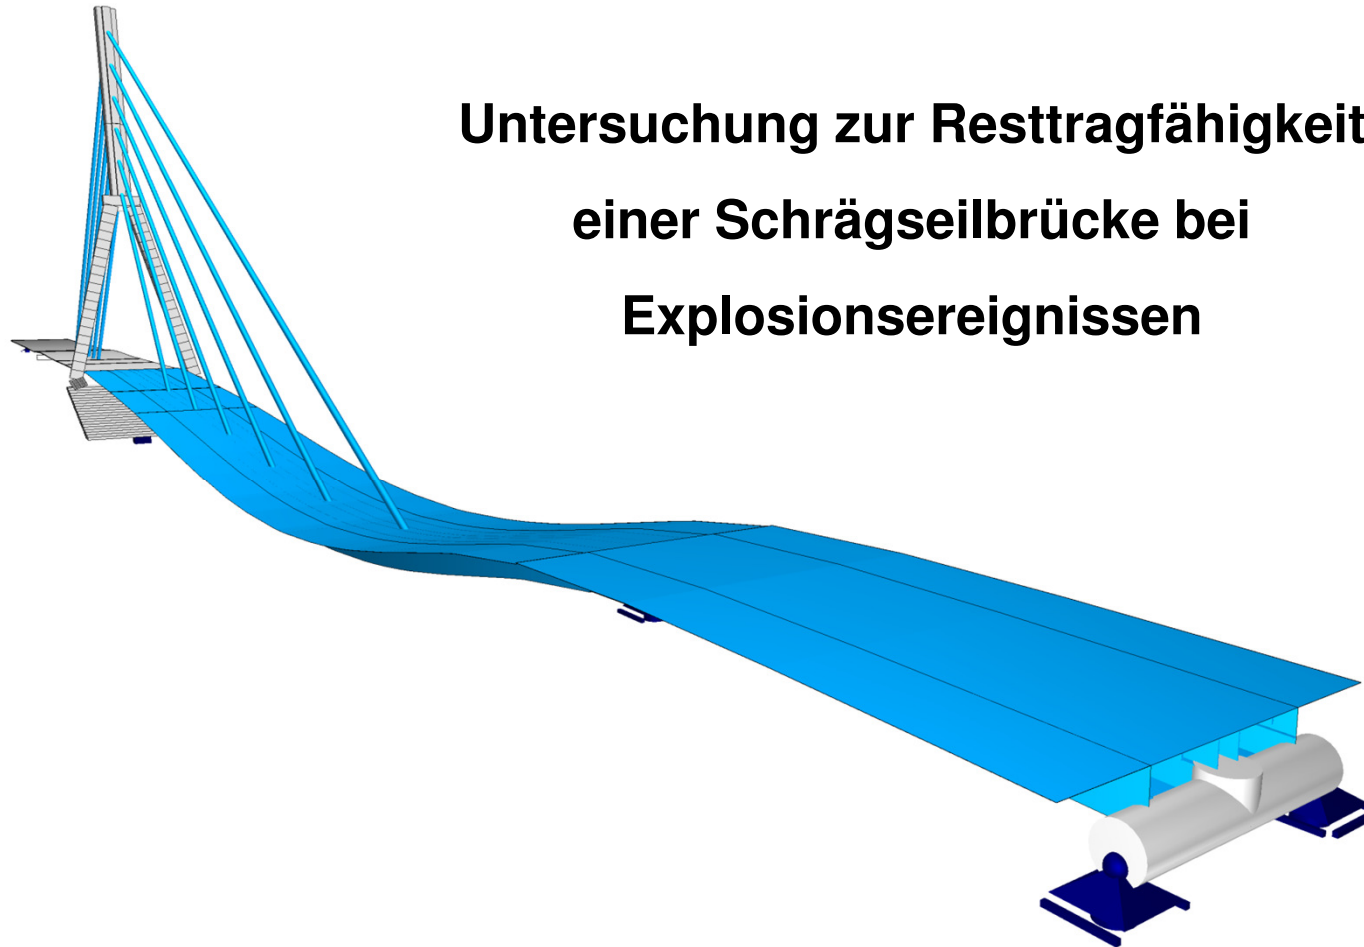 Untersuchung zur Resttragfähigkeit
einer Schrägseilbrücke bei
Explosionsereignissen